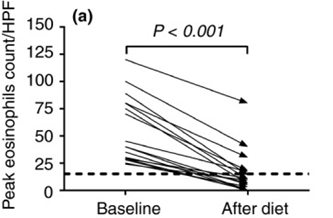 (a)
P < 0.001
Peak eosinophils count/HPF
150
125
100
75
50
25
0
Baseline
After diet